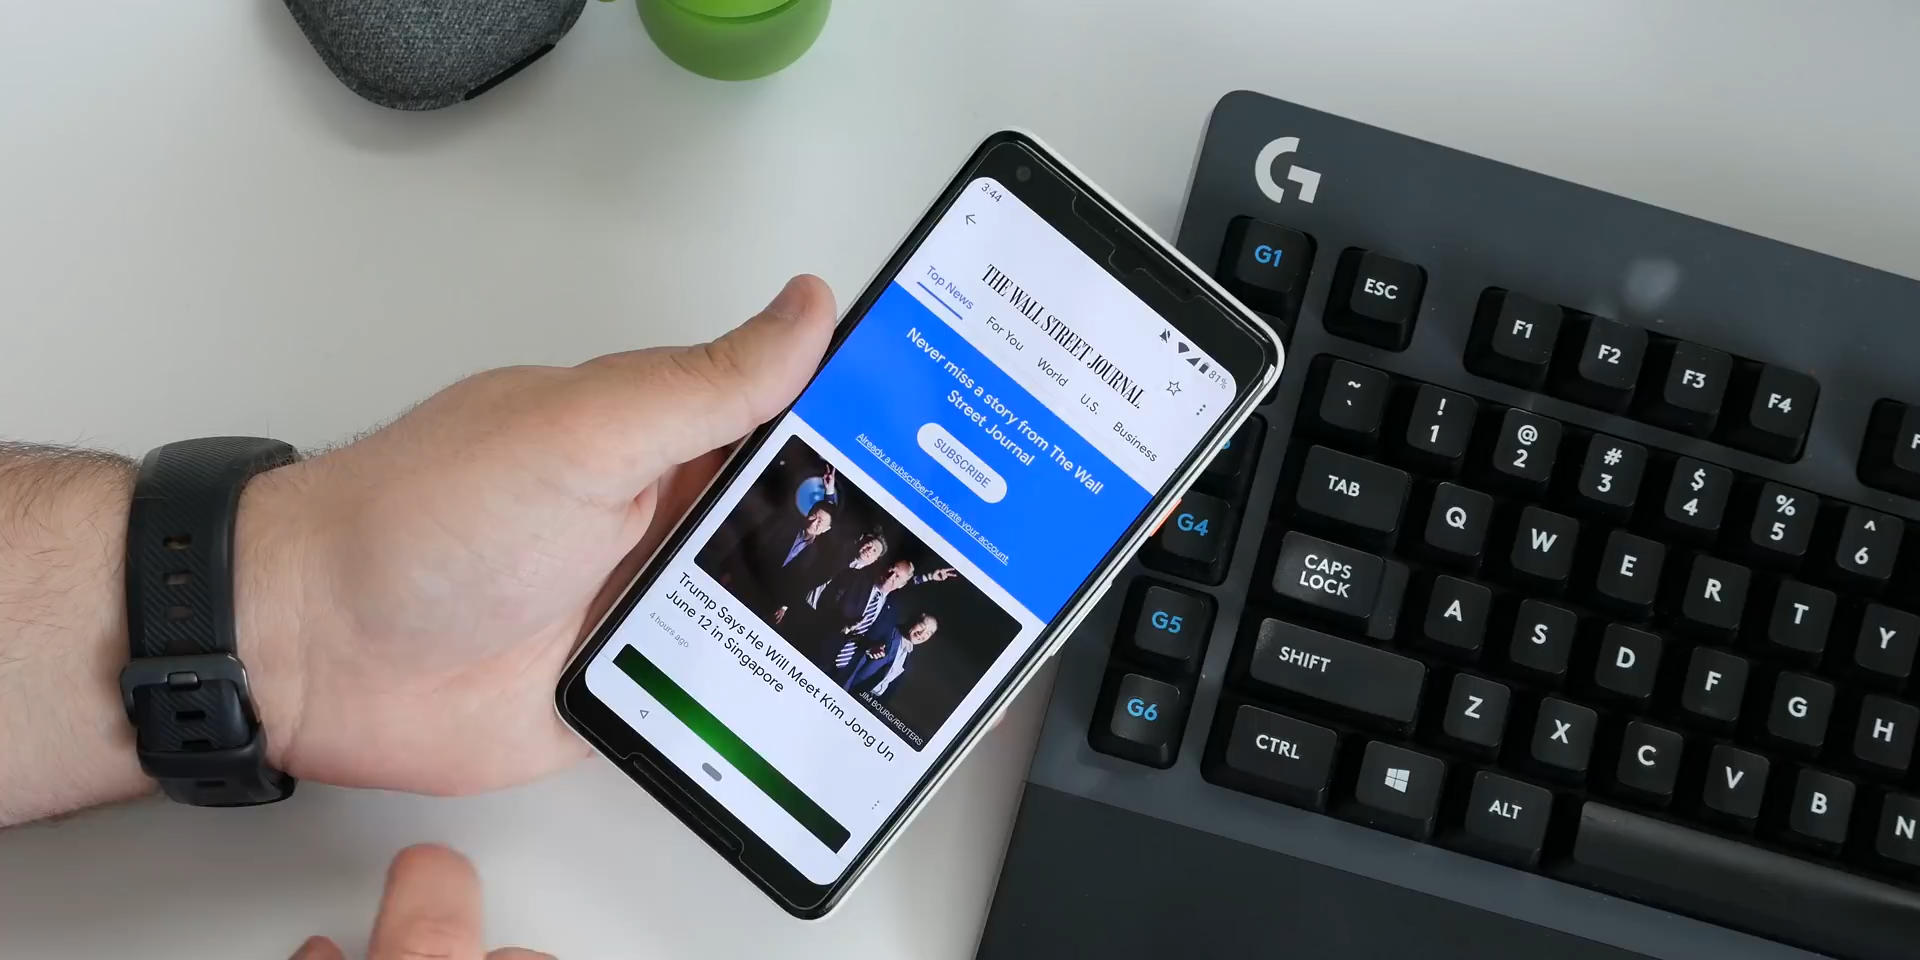 3:44
81%
THE WALL STREET JOURNAL.
Top News
For You
World
U.S.
Business
Never miss a story from The Wall
Street Journal
SUBSCRIBE
Already a subscriber? Activate your account
JIM BOURG/REUTERS
Trump Says He Will Meet Kim Jong Un
June 12 in Singapore
4 hours ago
G
G1
ESC
F1
F2
F3
F4
~
`
!
1
@
2
#
3
$
4
%
5
^
6
G4
TAB
Q
W
E
R
T
Y
G5
CAPS
LOCK
A
S
D
F
G
H
G6
SHIFT
Z
X
C
V
B
N
CTRL
ALT